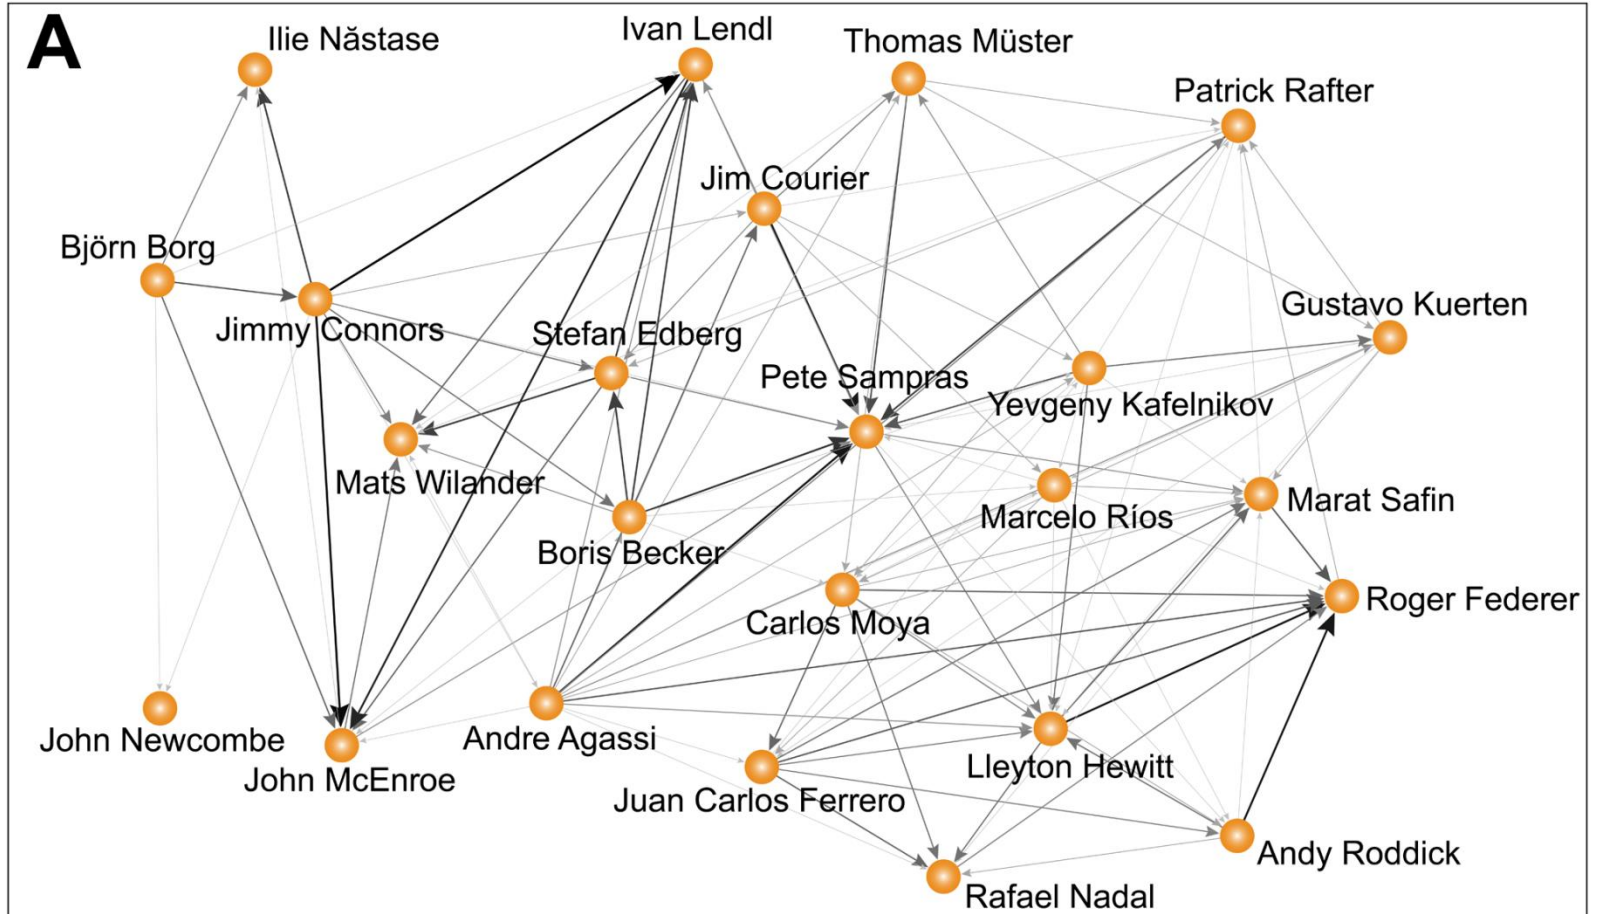 A
Ilie Năstase
Ivan Lendl
Thomas Müster
Patrick Rafter
Jim Courier
Björn Borg
Jimmy Connors
Stefan Edberg
Gustavo Kuerten
Pete Sampras
Yevgeny Kafelnikov
Mats Wilander
Marcelo Ríos
Marat Safin
Boris Becker
Carlos Moya
Roger Federer
John Newcombe
John McEnroe
Andre Agassi
Juan Carlos Ferrero
Lleyton Hewitt
Andy Roddick
Rafael Nadal